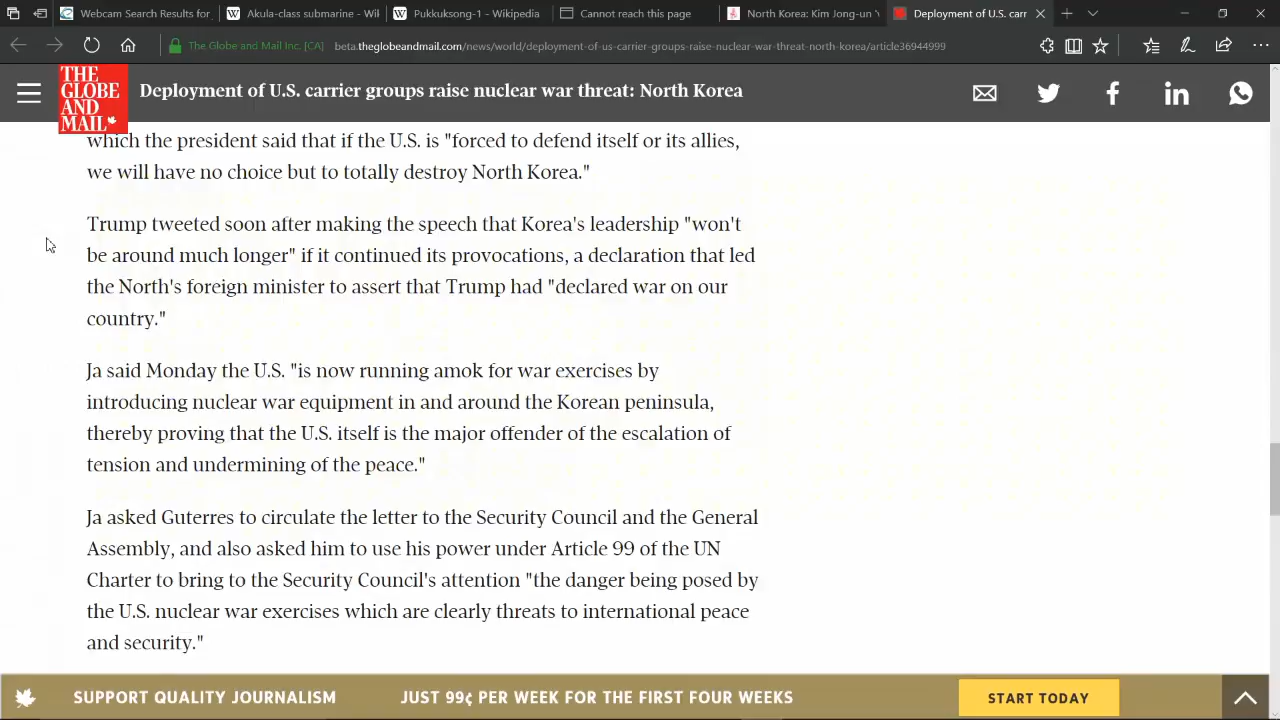 Webcam Search Results for
Akula-class submarine - Wil
Pukkuksong-1 - Wikipedia
Cannot reach this page
North Korea: Kim Jong-un '
Deployment of U.S. carr
The Globe and Mail Inc. [CA]
beta.theglobeandmail.com/news/world/deployment-of-us-carrier-groups-raise-nuclear-war-threat-north-korea/article36944999
THE
GLOBE
AND
MAIL
Deployment of U.S. carrier groups raise nuclear war threat: North Korea
which the president said that if the U.S. is "forced to defend itself or its allies,
we will have no choice but to totally destroy North Korea."
Trump tweeted soon after making the speech that Korea's leadership "won't
be around much longer" if it continued its provocations, a declaration that led
the North's foreign minister to assert that Trump had "declared war on our
country."
Ja said Monday the U.S. "is now running amok for war exercises by
introducing nuclear war equipment in and around the Korean peninsula,
thereby proving that the U.S. itself is the major offender of the escalation of
tension and undermining of the peace."
Ja asked Guterres to circulate the letter to the Security Council and the General
Assembly, and also asked him to use his power under Article 99 of the UN
Charter to bring to the Security Council's attention "the danger being posed by
the U.S. nuclear war exercises which are clearly threats to international peace
and security."
SUPPORT QUALITY JOURNALISM
JUST 99¢ PER WEEK FOR THE FIRST FOUR WEEKS
START TODAY